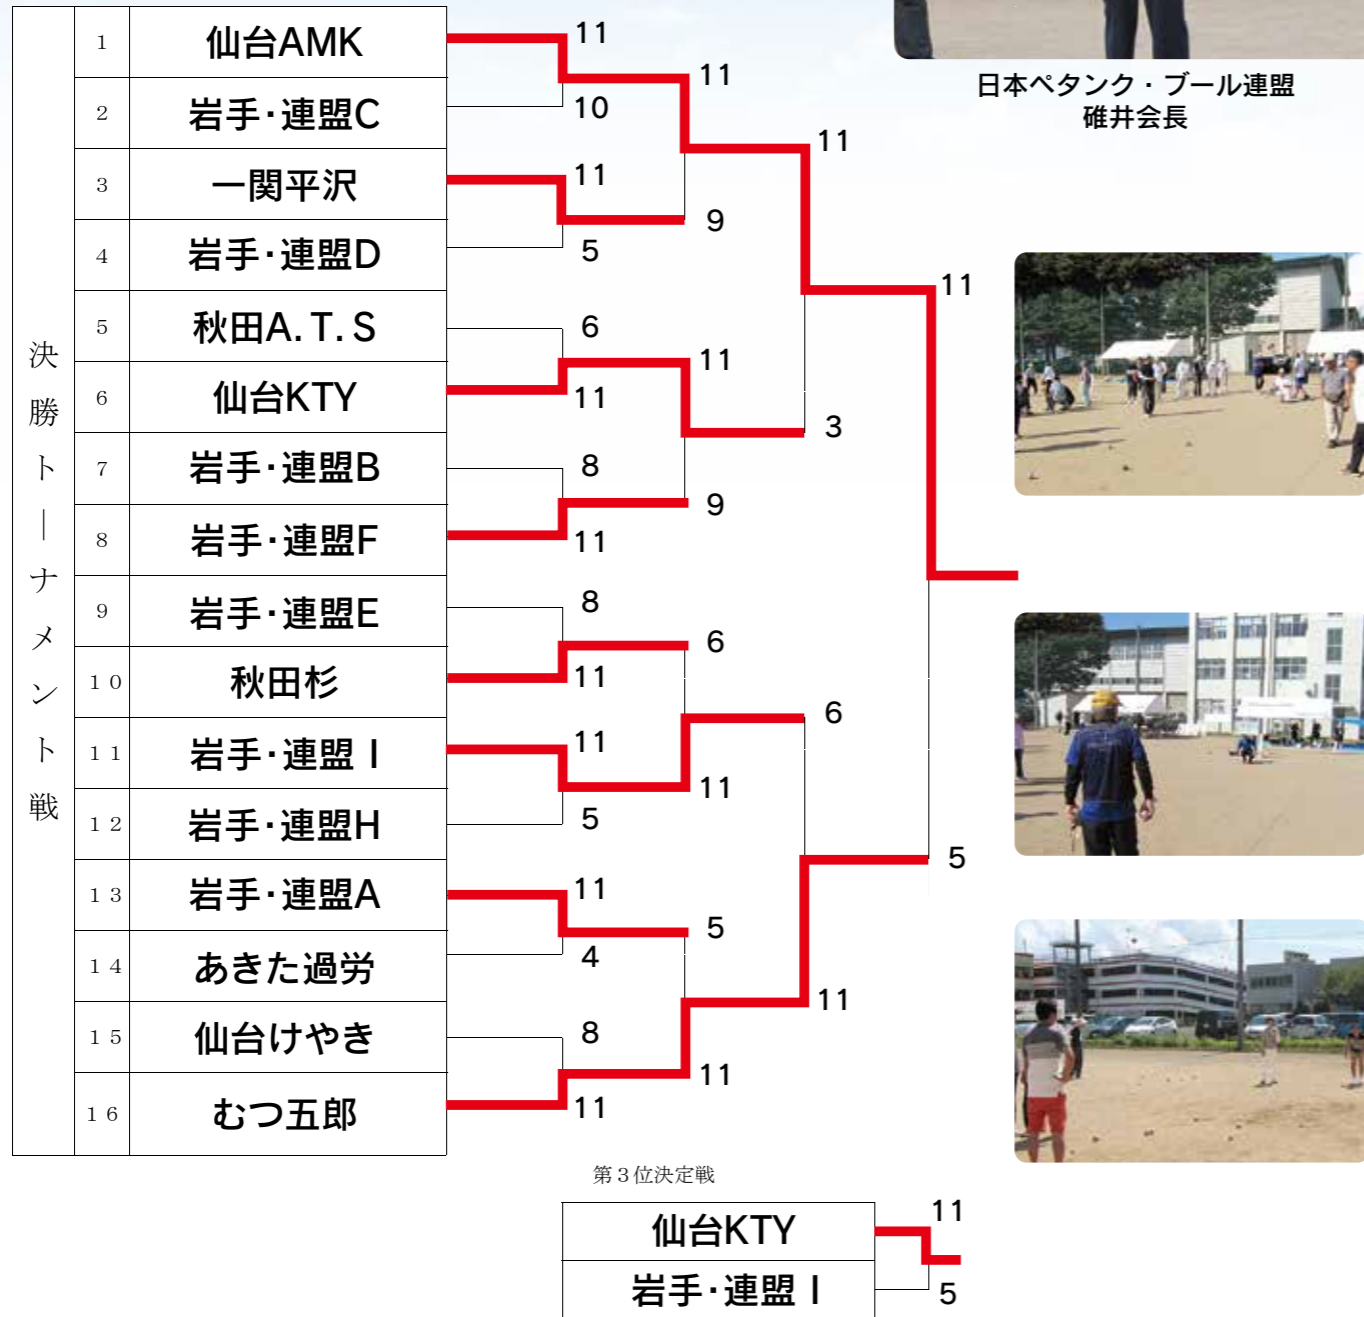 日本ペタンク・ブール連盟
碓井会長
決勝トーナメント戦
1 仙台AMK 11
2 岩手・連盟C 10
3 一関平沢 11
4 岩手・連盟D 5
5 秋田A.T.S 6
6 仙台KTY 11
7 岩手・連盟B 8
8 岩手・連盟F 11
9 岩手・連盟E 8
10 秋田杉 11
11 岩手・連盟I 11
12 岩手・連盟H 5
13 岩手・連盟A 11
14 あきた過労 4
15 仙台けやき 8
16 むつ五郎 11
11
9
11
9
6
11
5
11
11
3
6
11
11
5
第3位決定戦
仙台KTY 11
岩手・連盟I 5